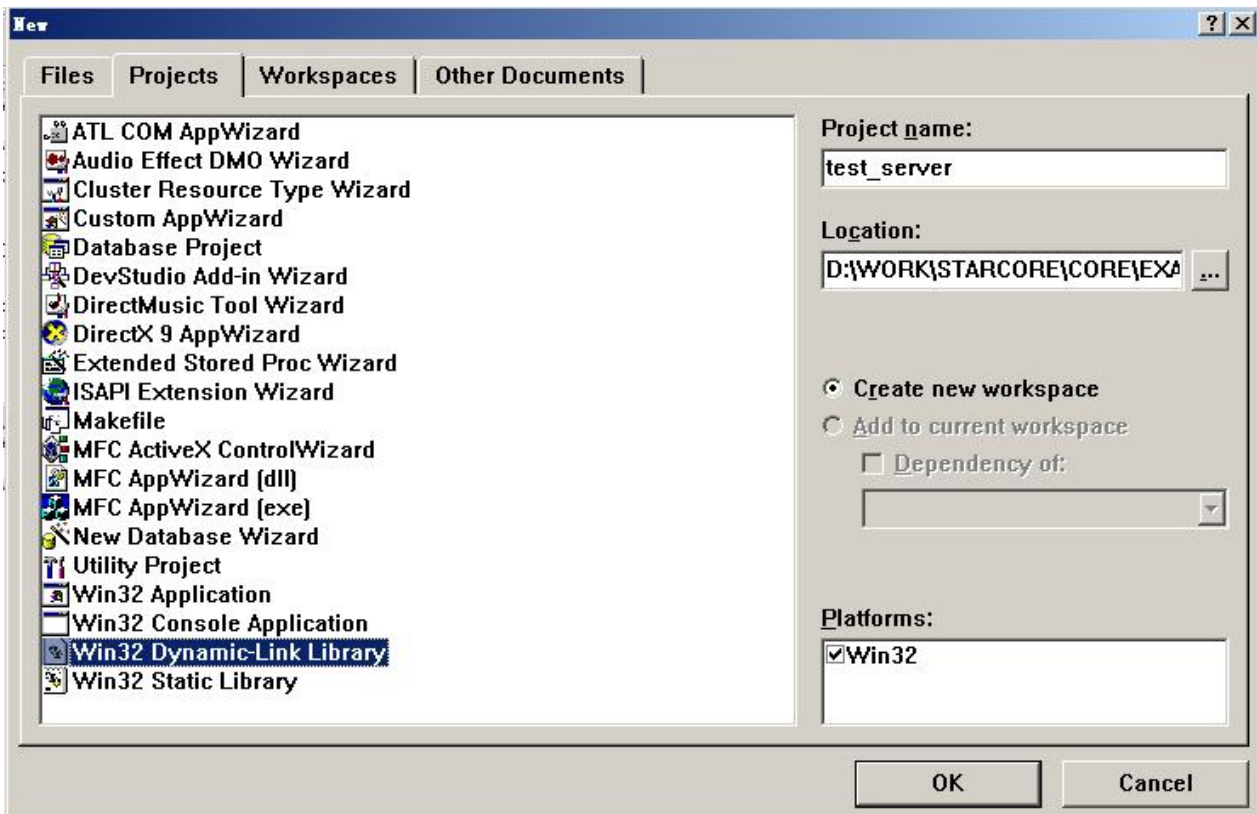 New
Files
Projects
Workspaces
Other Documents
ATL COM AppWizard
Audio Effect DMO Wizard
Cluster Resource Type Wizard
Custom AppWizard
Database Project
DevStudio Add-in Wizard
DirectMusic Tool Wizard
DirectX 9 AppWizard
Extended Stored Proc Wizard
ISAPI Extension Wizard
Makefile
MFC ActiveX ControlWizard
MFC AppWizard (dll)
MFC AppWizard (exe)
New Database Wizard
Utility Project
Win32 Application
Win32 Console Application
Win32 Dynamic-Link Library
Win32 Static Library
Project name:
test_server
Location:
D:\WORK\STARCORE\CORE\EXA
...
Create new workspace
Add to current workspace
Dependency of:
Platforms:
Win32
OK
Cancel